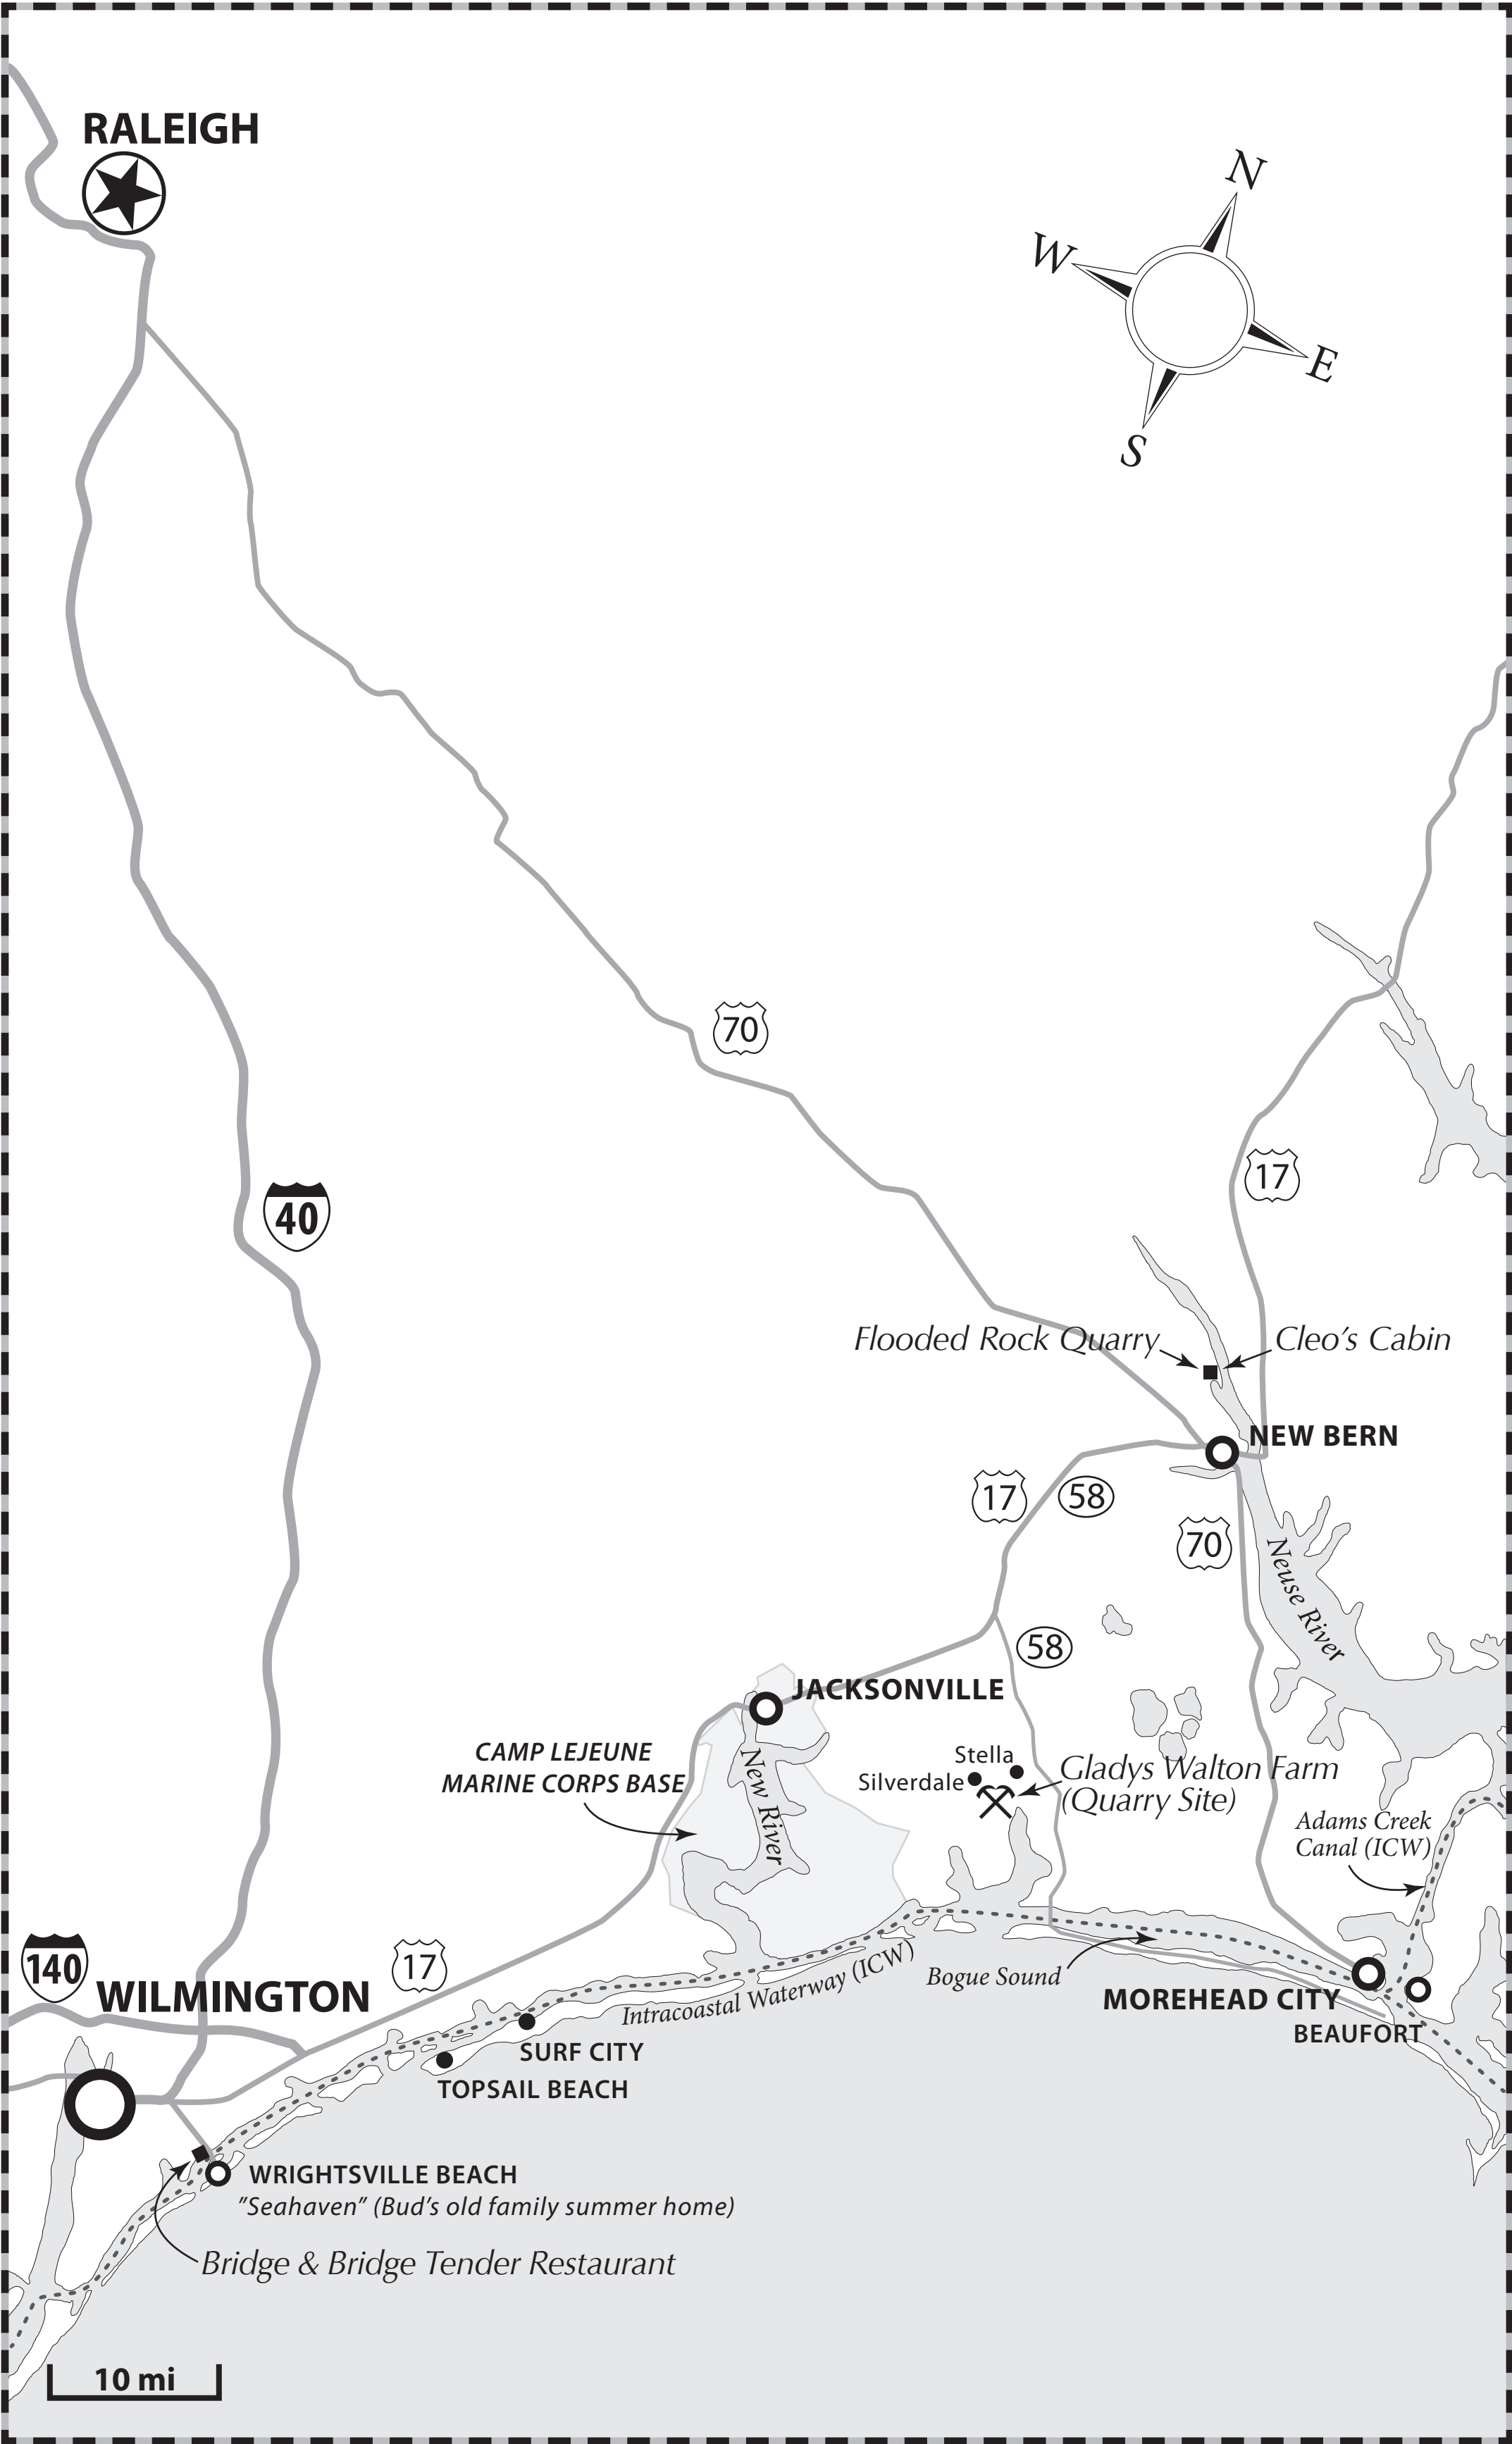 RALEIGH
N
W
E
S
70
17
40
Flooded Rock Quarry
Cleo’s Cabin
NEW BERN
17
58
70
Neuse River
58
JACKSONVILLE
CAMP LEJEUNE
MARINE CORPS BASE
New River
Stella
Silverdale
Gladys Walton Farm
(Quarry Site)
Adams Creek
Canal (ICW)
140
WILMINGTON
17
Intracoastal Waterway (ICW)
Bogue Sound
MOREHEAD CITY
BEAUFORT
SURF CITY
TOPSAIL BEACH
WRIGHTSVILLE BEACH
”Seahaven” (Bud’s old family summer home)
Bridge & Bridge Tender Restaurant
10 mi